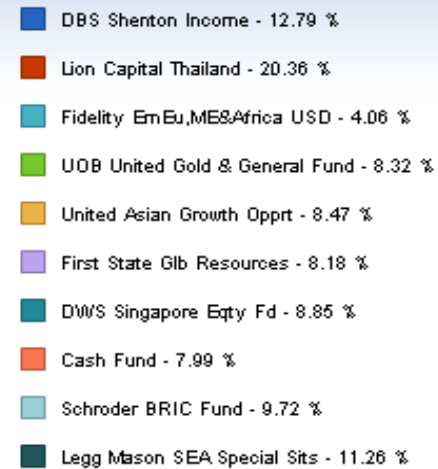 DBS Shenton Income - 12.79 %
Lion Capital Thailand - 20.36 %
Fidelity EmEu,ME&Africa USD - 4.06 %
UOB United Gold & General Fund - 8.32 %
United Asian Growth Opprt - 8.47 %
First State Glb Resources - 8.18 %
DWS Singapore Eqty Fd - 8.85 %
Cash Fund - 7.99 %
Schroder BRIC Fund - 9.72 %
Legg Mason SEA Special Sits - 11.26 %